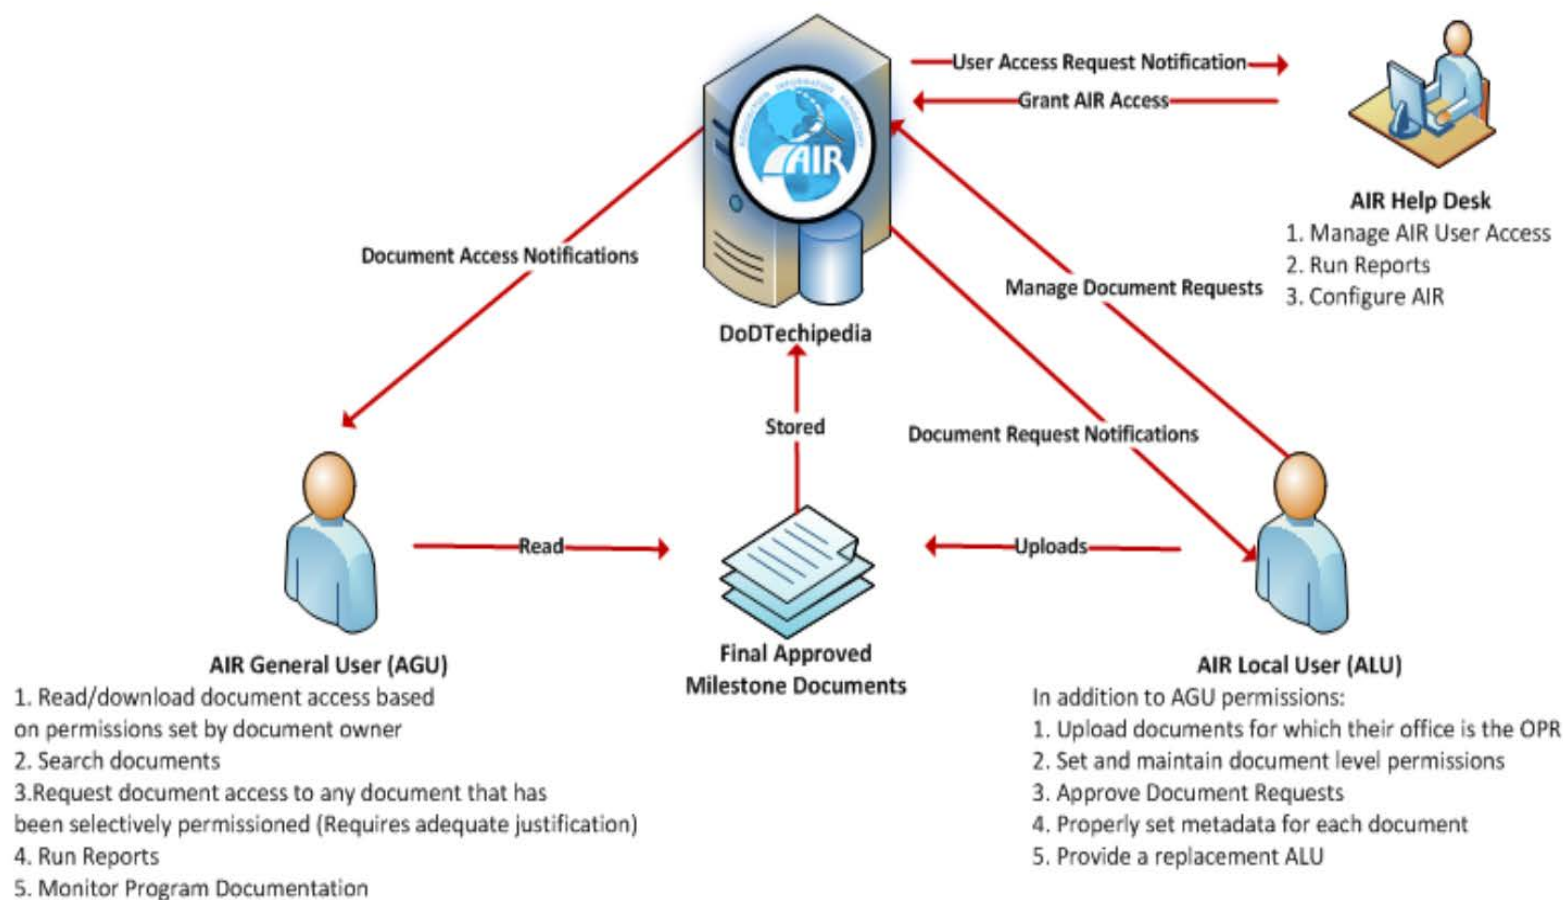 User Access Request Notification
Grant AIR Access
AIR
AIR Help Desk
1. Manage AIR User Access
2. Run Reports
3. Configure AIR
Document Access Notifications
Manage Document Requests
DoDTechipedia
Stored
Document Request Notifications
Read
Uploads
Final Approved
Milestone Documents
AIR General User (AGU)
1. Read/download document access based
on permissions set by document owner
2. Search documents
3.Request document access to any document that has
been selectively permissioned (Requires adequate justification)
4. Run Reports
5. Monitor Program Documentation
AIR Local User (ALU)
In addition to AGU permissions:
1. Upload documents for which their office is the OPR
2. Set and maintain document level permissions
3. Approve Document Requests
4. Properly set metadata for each document
5. Provide a replacement ALU